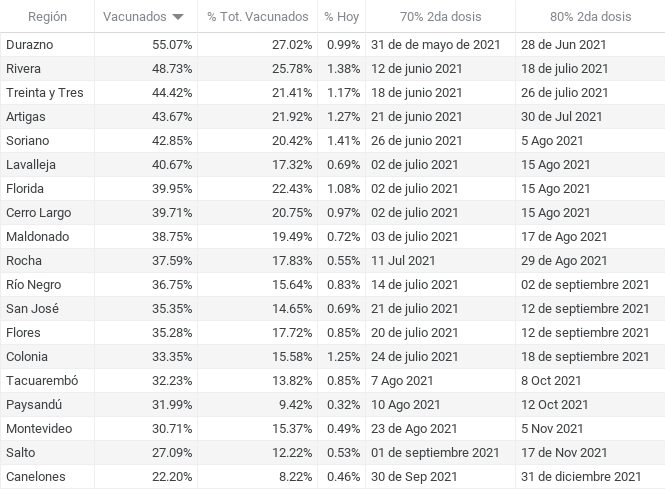 Región Vacunados % Tot. Vacunados % Hoy 70% 2da dosis 80% 2da dosis
Durazno 55.07% 27.02% 0.99% 31 de de mayo de 2021 28 de Jun 2021
Rivera 48.73% 25.78% 1.38% 12 de junio 2021 18 de julio 2021
Treinta y Tres 44.42% 21.41% 1.17% 18 de junio 2021 26 de julio 2021
Artigas 43.67% 21.92% 1.27% 21 de junio 2021 30 de Jul 2021
Soriano 42.85% 20.42% 1.41% 26 de junio 2021 5 Ago 2021
Lavalleja 40.67% 17.32% 0.69% 02 de julio 2021 15 Ago 2021
Florida 39.95% 22.43% 1.08% 02 de julio 2021 15 Ago 2021
Cerro Largo 39.71% 20.75% 0.97% 02 de julio 2021 15 Ago 2021
Maldonado 38.75% 19.49% 0.72% 03 de julio 2021 17 de Ago 2021
Rocha 37.59% 17.83% 0.55% 11 Jul 2021 29 de Ago 2021
Río Negro 36.75% 15.64% 0.83% 14 de julio 2021 02 de septiembre 2021
San José 35.35% 14.65% 0.69% 21 de julio 2021 12 de septiembre 2021
Flores 35.28% 17.72% 0.85% 20 de julio 2021 12 de septiembre 2021
Colonia 33.35% 15.58% 1.25% 24 de julio 2021 18 de septiembre 2021
Tacuarembó 32.23% 13.82% 0.85% 7 Ago 2021 8 Oct 2021
Paysandú 31.99% 9.42% 0.32% 10 Ago 2021 12 Oct 2021
Montevideo 30.71% 15.37% 0.49% 23 de Ago 2021 5 Nov 2021
Salto 27.09% 12.22% 0.53% 01 de septiembre 2021 17 de Nov 2021
Canelones 22.20% 8.22% 0.46% 30 de Sep 2021 31 de diciembre 2021